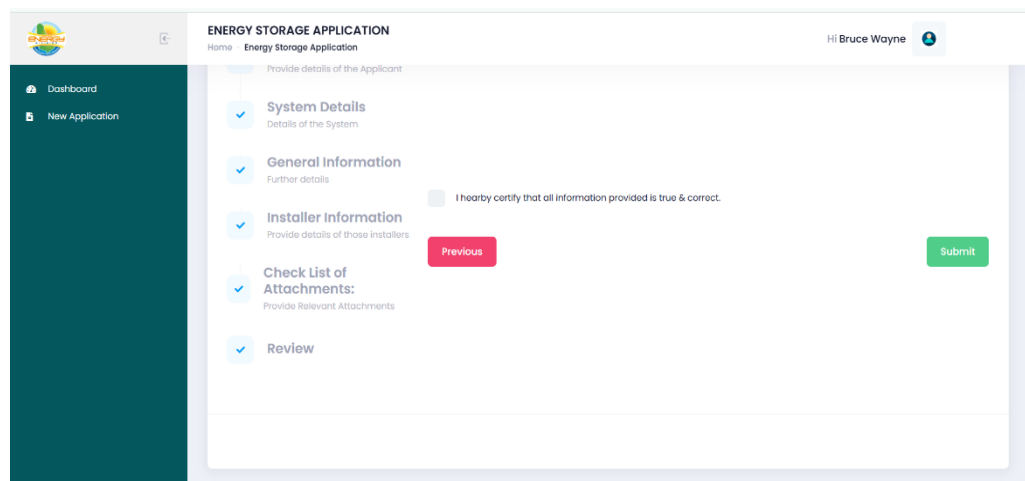 ENERGY
ENERGY STORAGE APPLICATION
Home - Energy Storage Application
Hi Bruce Wayne
Dashboard
New Application
Provide details of the Applicant
System Details
Details of the System
General Information
Further details
Installer Information
Provide details of those installers
Check List of
Attachments:
Provide Relevant Attachments
Review
I hearby certify that all information provided is true & correct.
Previous
Submit